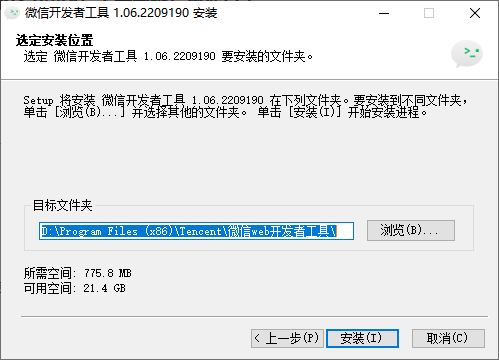 微信开发者工具 1.06.2209190 安装
选定安装位置
选定 微信开发者工具 1.06.2209190 要安装的文件夹。
>_:
Setup 将安装 微信开发者工具 1.06.2209190 在下列文件夹。要安装到不同文件夹，
单击 [浏览(B)...] 并选择其他的文件夹。 单击 [安装(I)] 开始安装进程。
目标文件夹
D:\Program Files (x86)\Tencent\微信web开发者工具\
浏览(B)...
所需空间: 775.8 MB
可用空间: 21.4 GB
< 上一步(P)
安装(I)
取消(C)